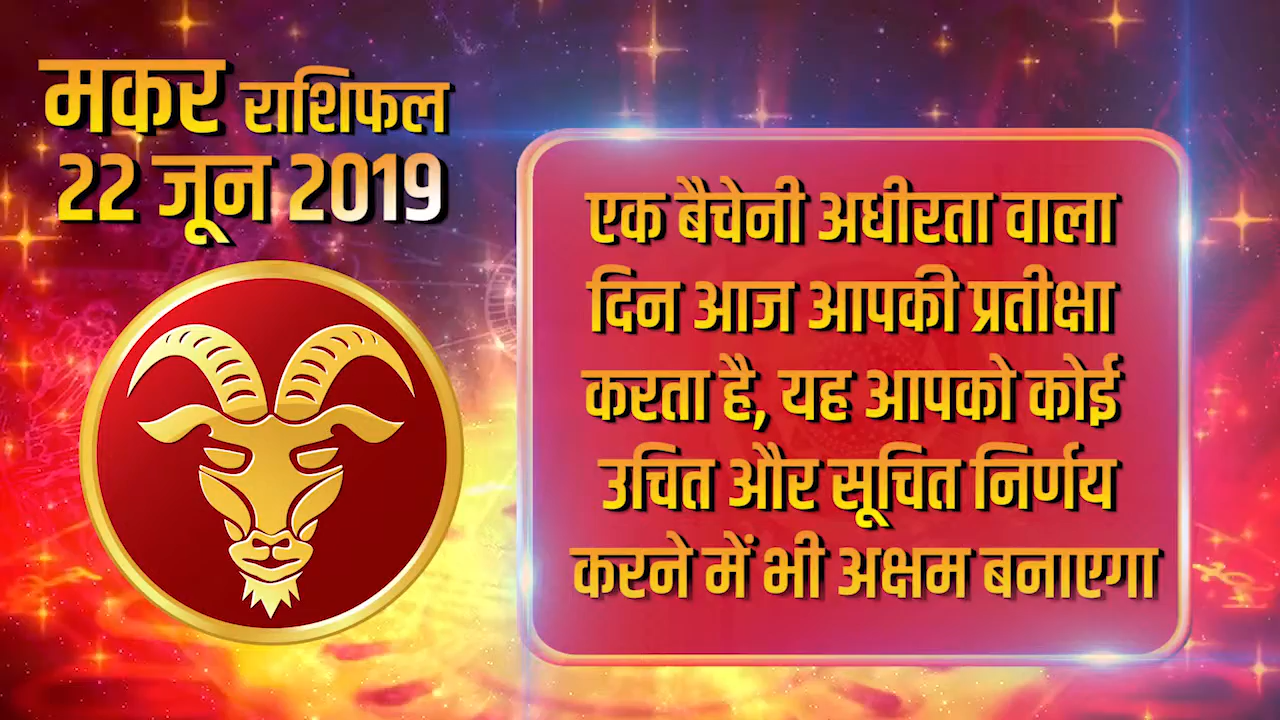 मकर राशिफल
22 जून 2019
एक बैचेनी अधीरता वाला
दिन आज आपकी प्रतीक्षा
करता है, यह आपको कोई
उचित और सूचित निर्णय
करने में भी अक्षम बनाएगा